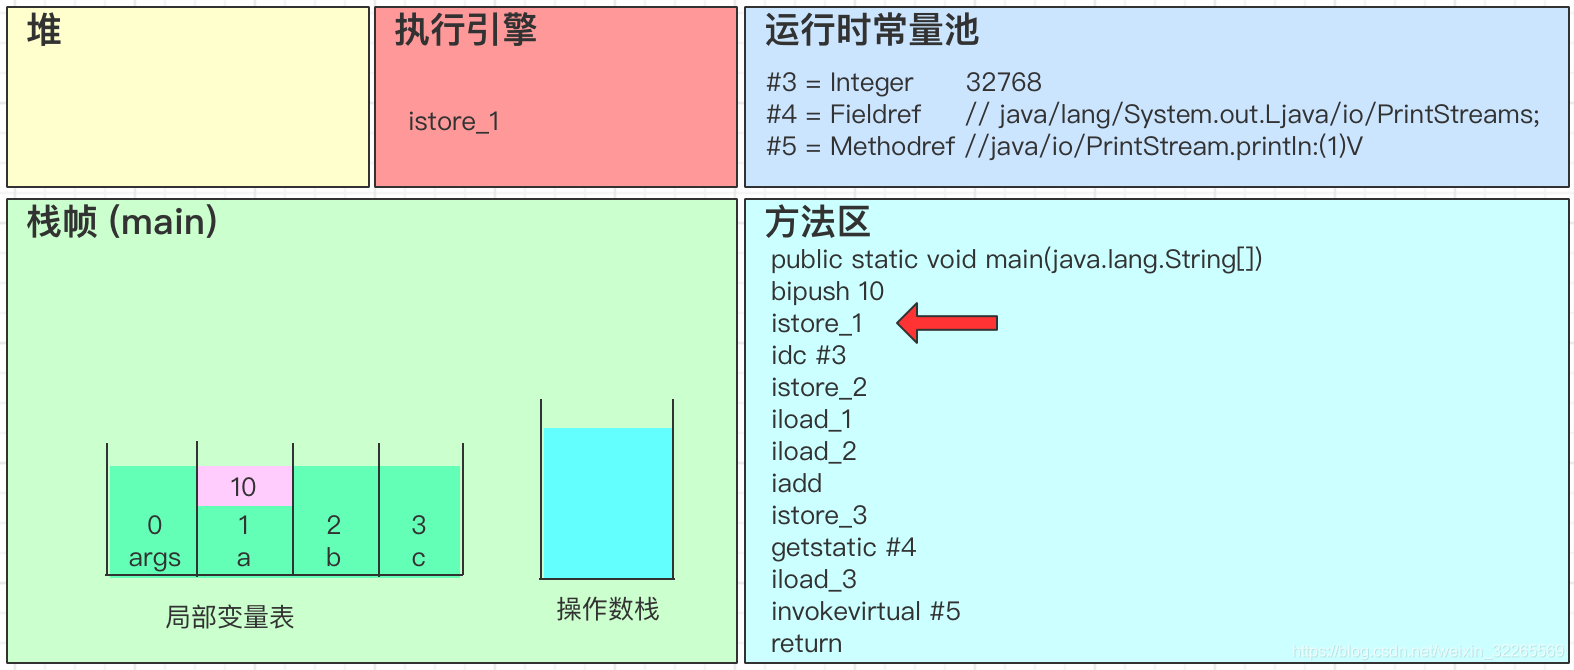 堆
执行引擎
istore_1
运行时常量池
#3 = Integer 32768
#4 = Fieldref // java/lang/System.out.Ljava/io/PrintStreams;
#5 = Methodref //java/io/PrintStream.println:(1)V
栈帧 (main)
10
0 1 2 3
args a b c
局部变量表
操作数栈
方法区
public static void main(java.lang.String[])
bipush 10
istore_1
idc #3
istore_2
iload_1
iload_2
iadd
istore_3
getstatic #4
iload_3
invokevirtual #5
return
https://blog.csdn.net/weixin_32265569